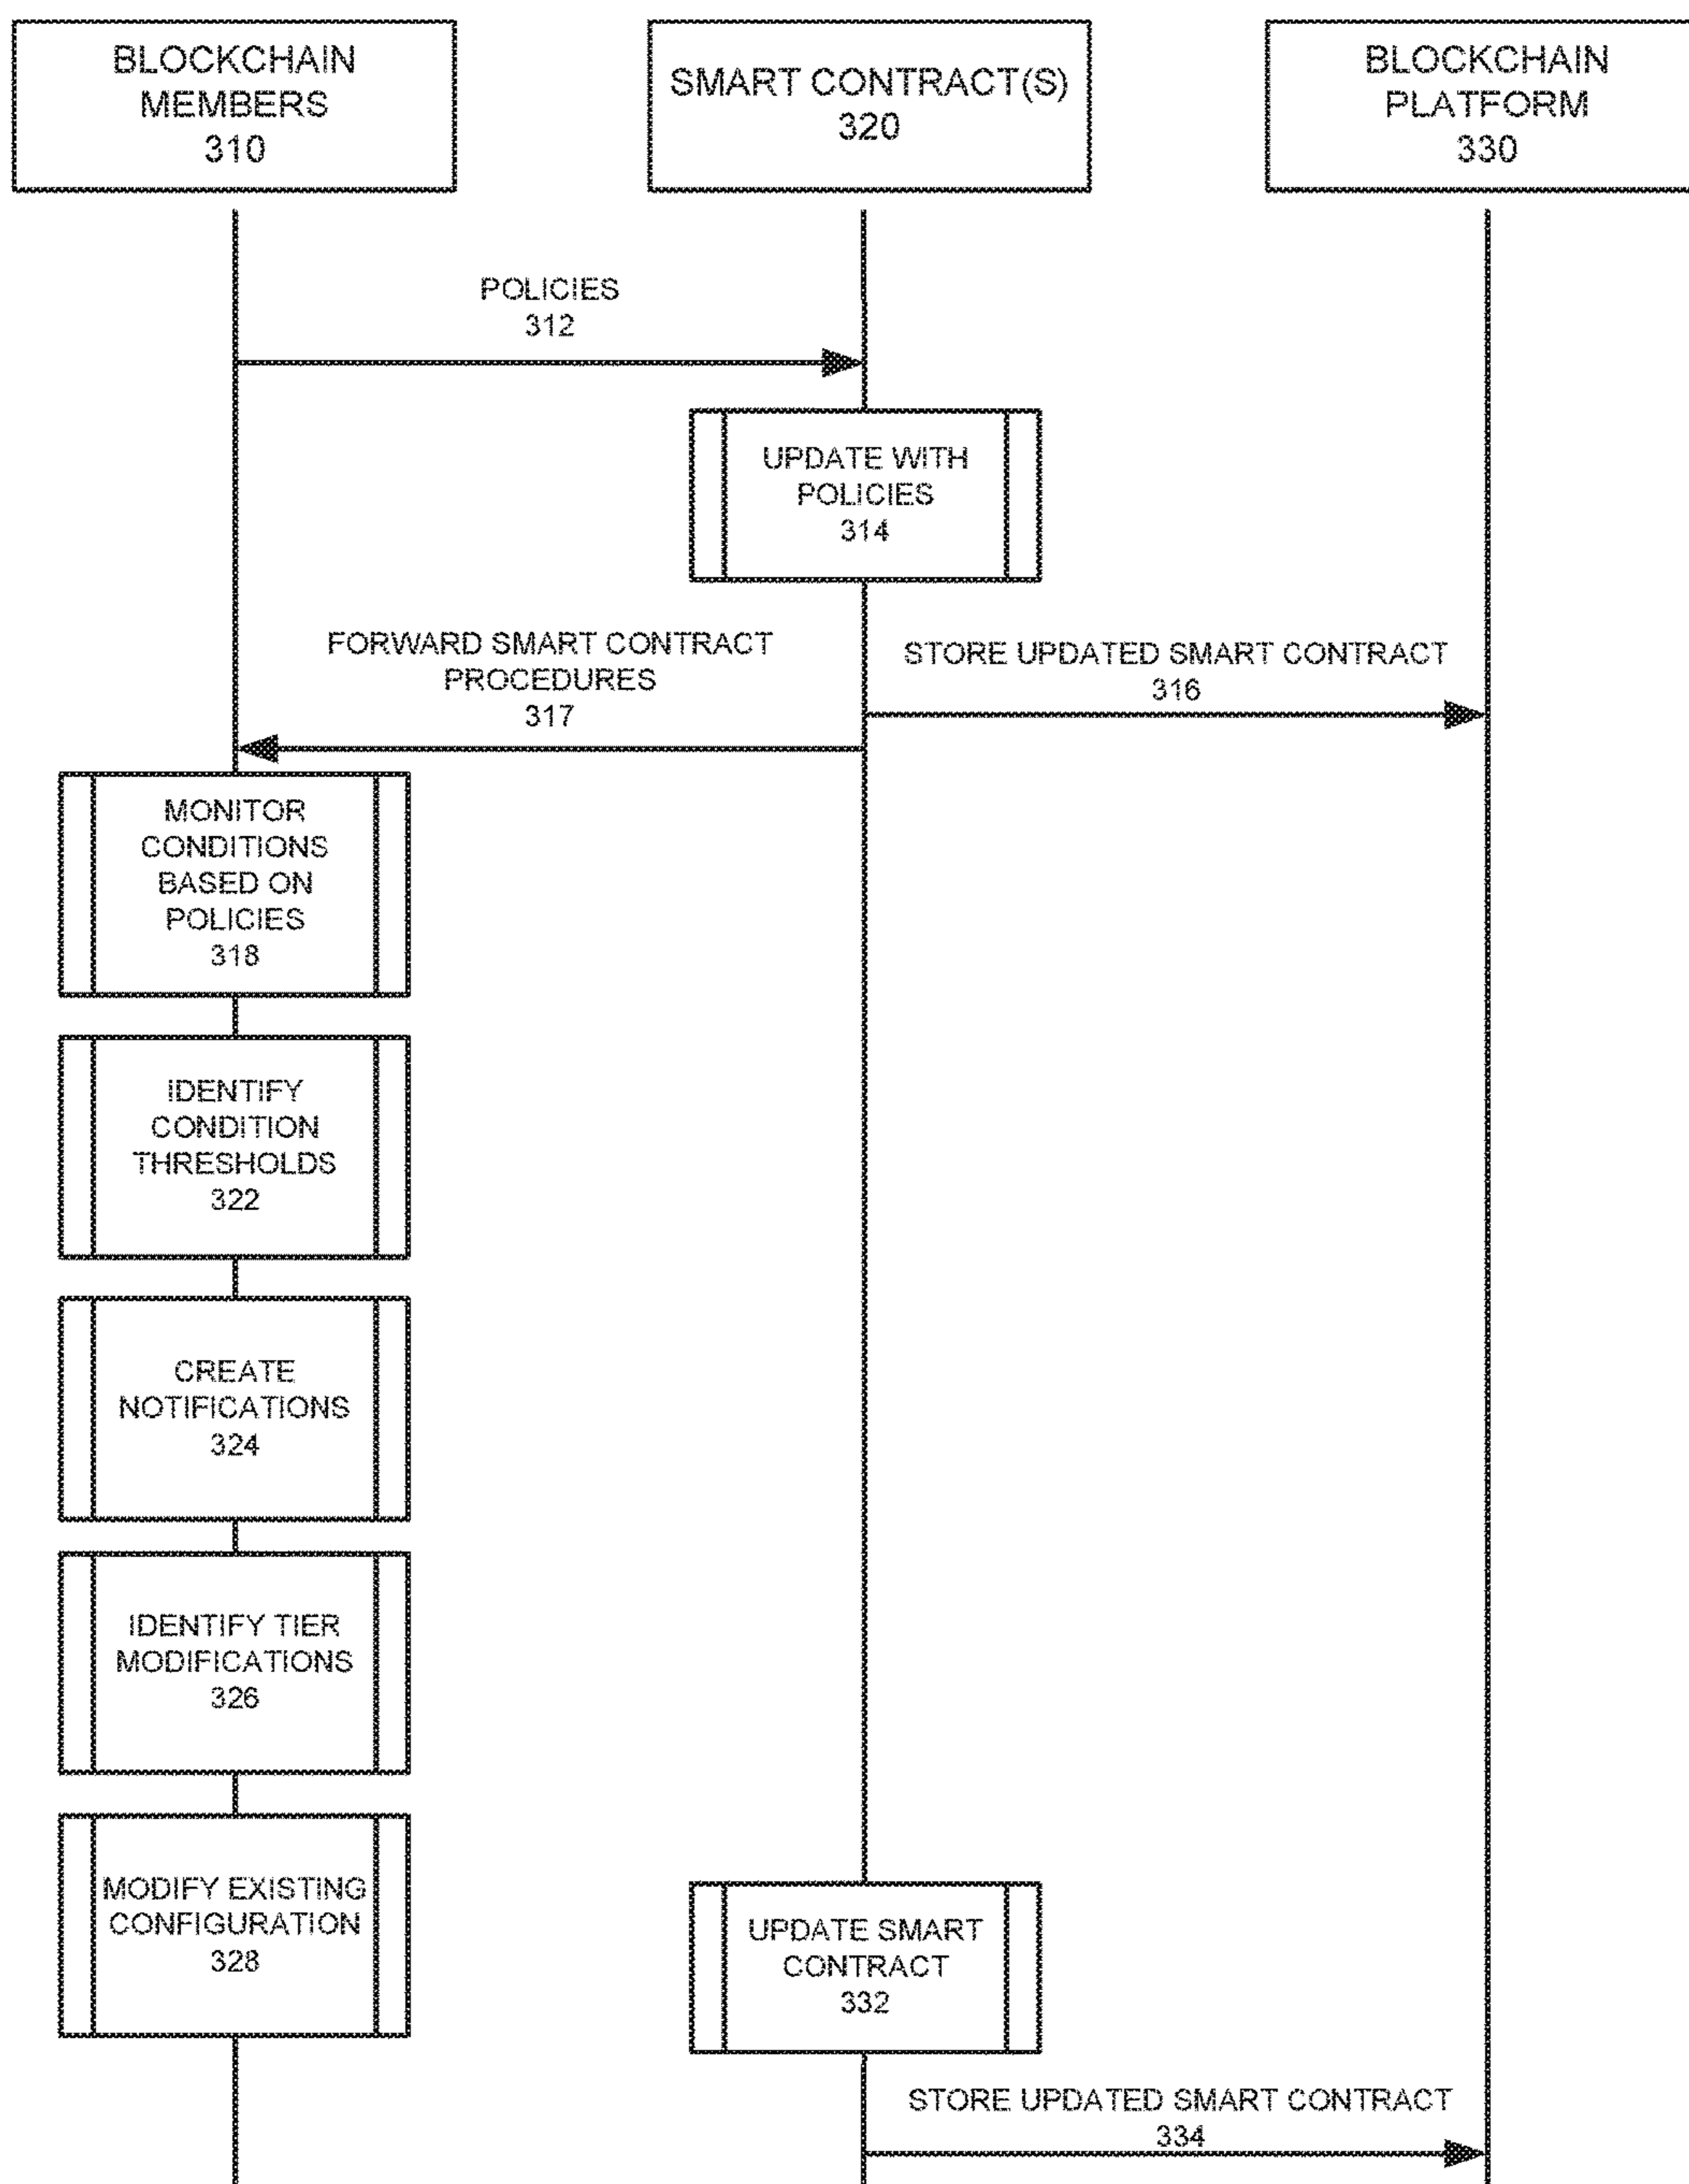 BLOCKCHAIN
MEMBERS
310
SMART CONTRACT(S)
320
BLOCKCHAIN
PLATFORM
330
POLICIES
312
UPDATE WITH
POLICIES
314
FORWARD SMART CONTRACT
PROCEDURES
317
STORE UPDATED SMART CONTRACT
316
MONITOR
CONDITIONS
BASED ON
POLICIES
318
IDENTIFY
CONDITION
THRESHOLDS
322
CREATE
NOTIFICATIONS
324
IDENTIFY TIER
MODIFICATIONS
326
MODIFY EXISTING
CONFIGURATION
328
UPDATE SMART
CONTRACT
332
STORE UPDATED SMART CONTRACT
334